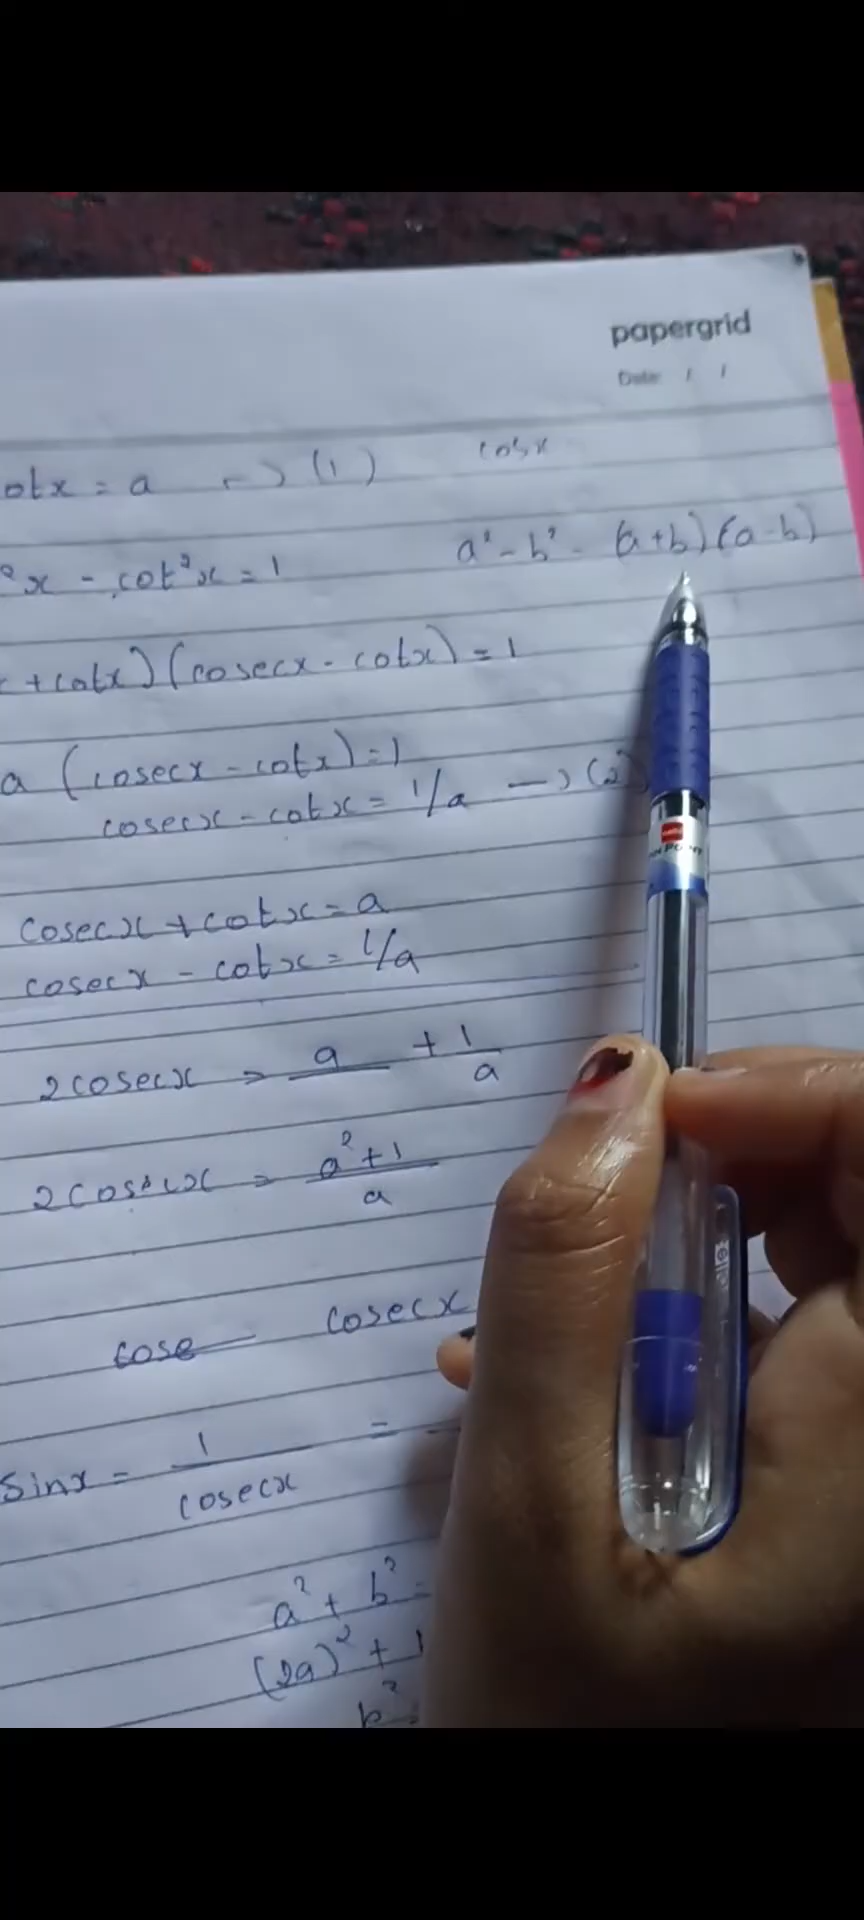 papergrid
Date: / /
cosx
otx = a → (1)
a² - b² - (a+b)(a-b)
²x - cot²x = 1
+cotx)(cosecx - cotx) = 1
a (cosecx - cotx) = 1
cosecx - cotx = 1/a → (2)
cosecx + cotx = a
cosecx - cotx = 1/a
2cosecx = a + 1/a
2cosecx = a²+1/a
cose cosecx
sinx = 1/cosecx =
a² + b² =
(2a)² + 1
b²